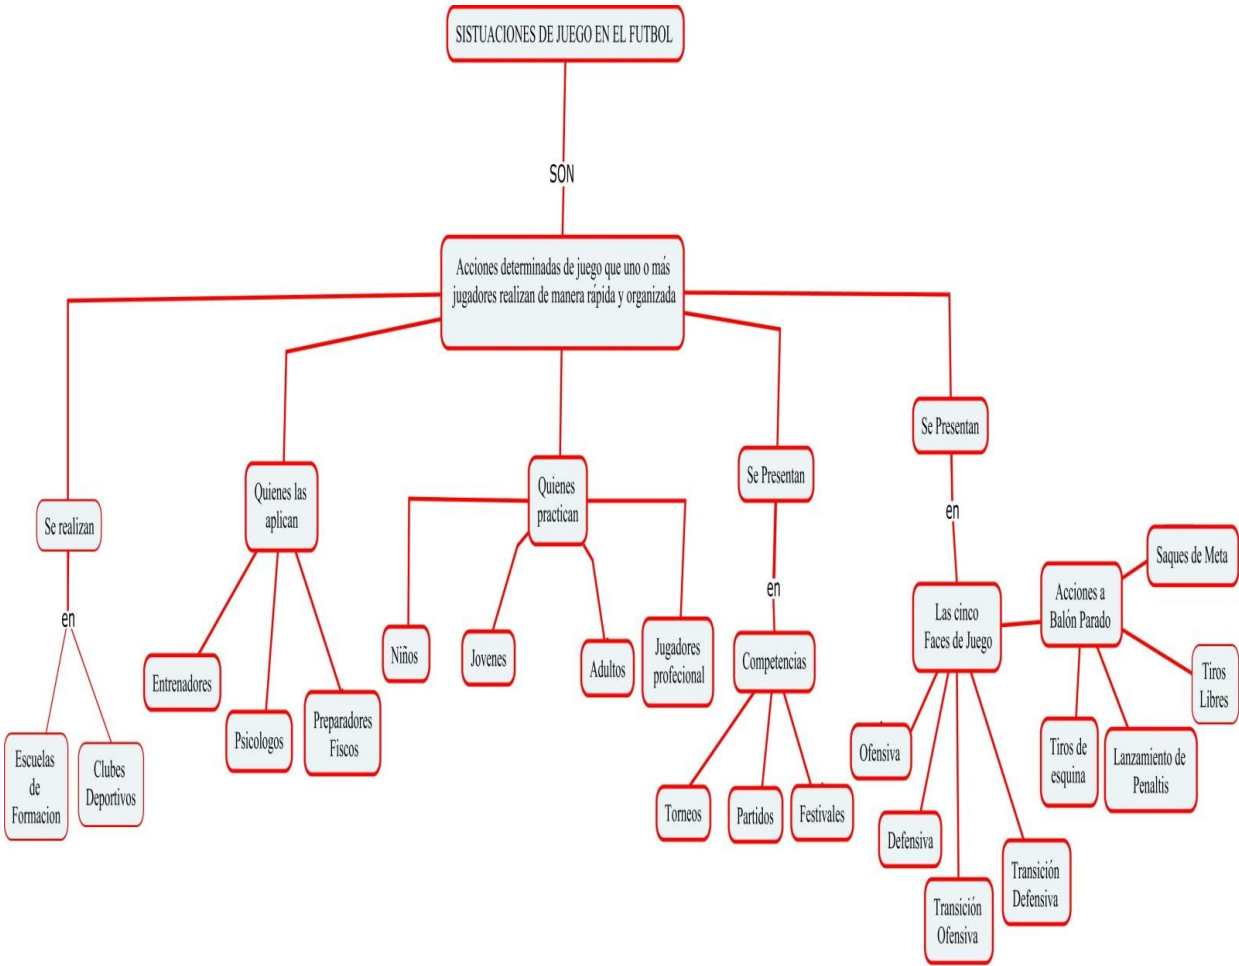 SISTUACIONES DE JUEGO EN EL FUTBOL
SON
Acciones determinadas de juego que uno o más
jugadores realizan de manera rápida y organizada
Se realizan
en
Escuelas
de
Formacion
Clubes
Deportivos
Quienes las
aplican
Entrenadores
Psicologos
Preparadores
Fiscos
Quienes
practican
Niños
Jovenes
Adultos
Jugadores
profecional
Se Presentan
en
Competencias
Torneos
Partidos
Festivales
Se Presentan
en
Las cinco
Faces de Juego
Ofensiva
Defensiva
Transición
Ofensiva
Transición
Defensiva
Acciones a
Balón Parado
Saques de Meta
Tiros
Libres
Tiros de
esquina
Lanzamiento de
Penaltis